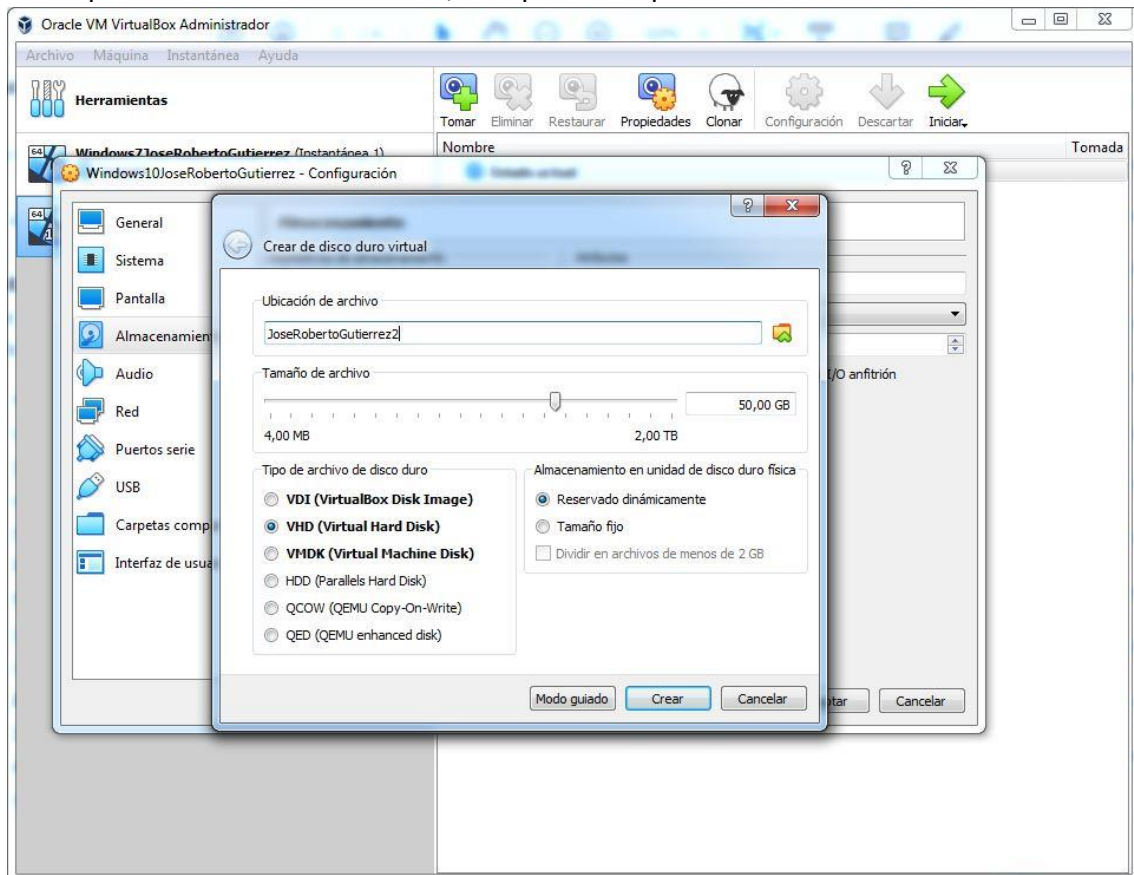 Oracle VM VirtualBox Administrador
Archivo Máquina Instantánea Ayuda
Herramientas
Tomar Eliminar Restaurar Propiedades Clonar Configuración Descartar Iniciar
Nombre Tomada
64 Windows7JoseRobertoGutierrez (Instantánea 1)
Windows10JoseRobertoGutierrez - Configuración
64
General
Sistema
Pantalla
Almacenamien
Audio
Red
Puertos serie
USB
Carpetas comp
Interfaz de usua
Crear de disco duro virtual
Ubicación de archivo
JoseRobertoGutierrez2
Tamaño de archivo
50,00 GB
4,00 MB 2,00 TB
Tipo de archivo de disco duro
VDI (VirtualBox Disk Image)
VHD (Virtual Hard Disk)
VMDK (Virtual Machine Disk)
HDD (Parallels Hard Disk)
QCOW (QEMU Copy-On-Write)
QED (QEMU enhanced disk)
Almacenamiento en unidad de disco duro física
Reservado dinámicamente
Tamaño fijo
Dividir en archivos de menos de 2 GB
Modo guiado Crear Cancelar
I/O anfitrión
ptar Cancelar